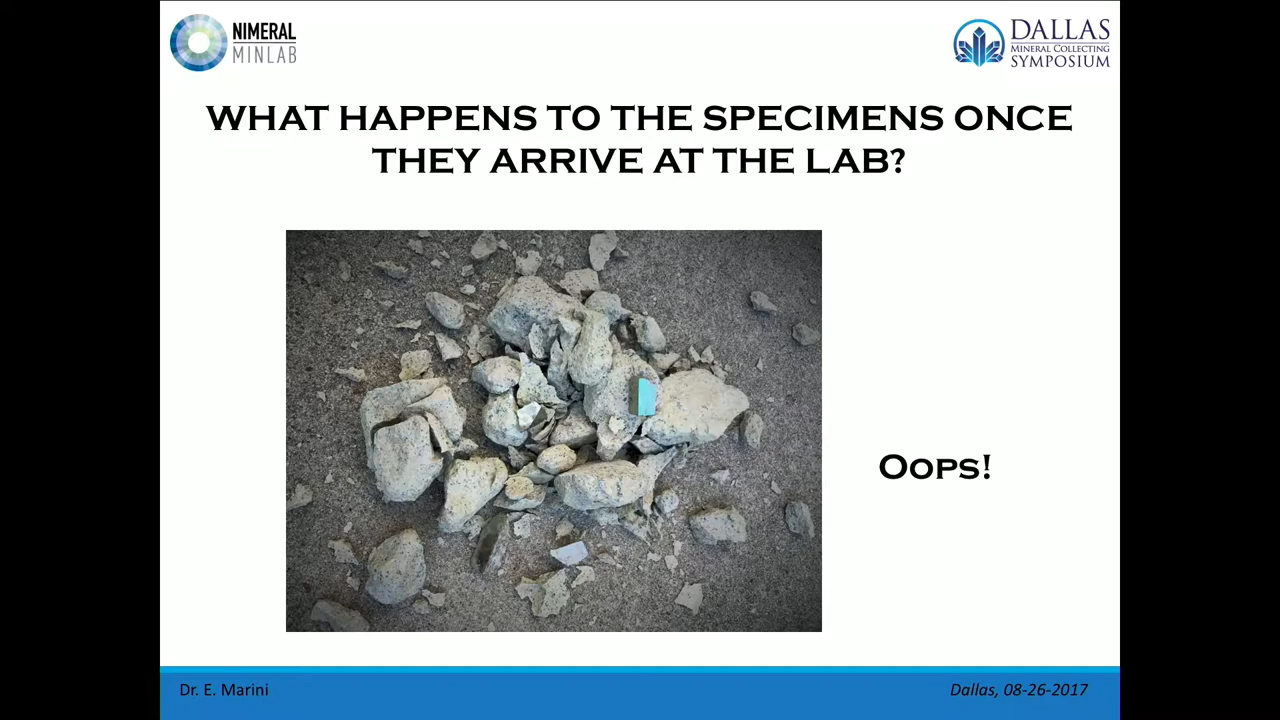 NIMERAL
MINLAB
DALLAS
MINERAL COLLECTING
SYMPOSIUM
WHAT HAPPENS TO THE SPECIMENS ONCE
THEY ARRIVE AT THE LAB?
OOPS!
Dr. E. Marini
Dallas, 08-26-2017